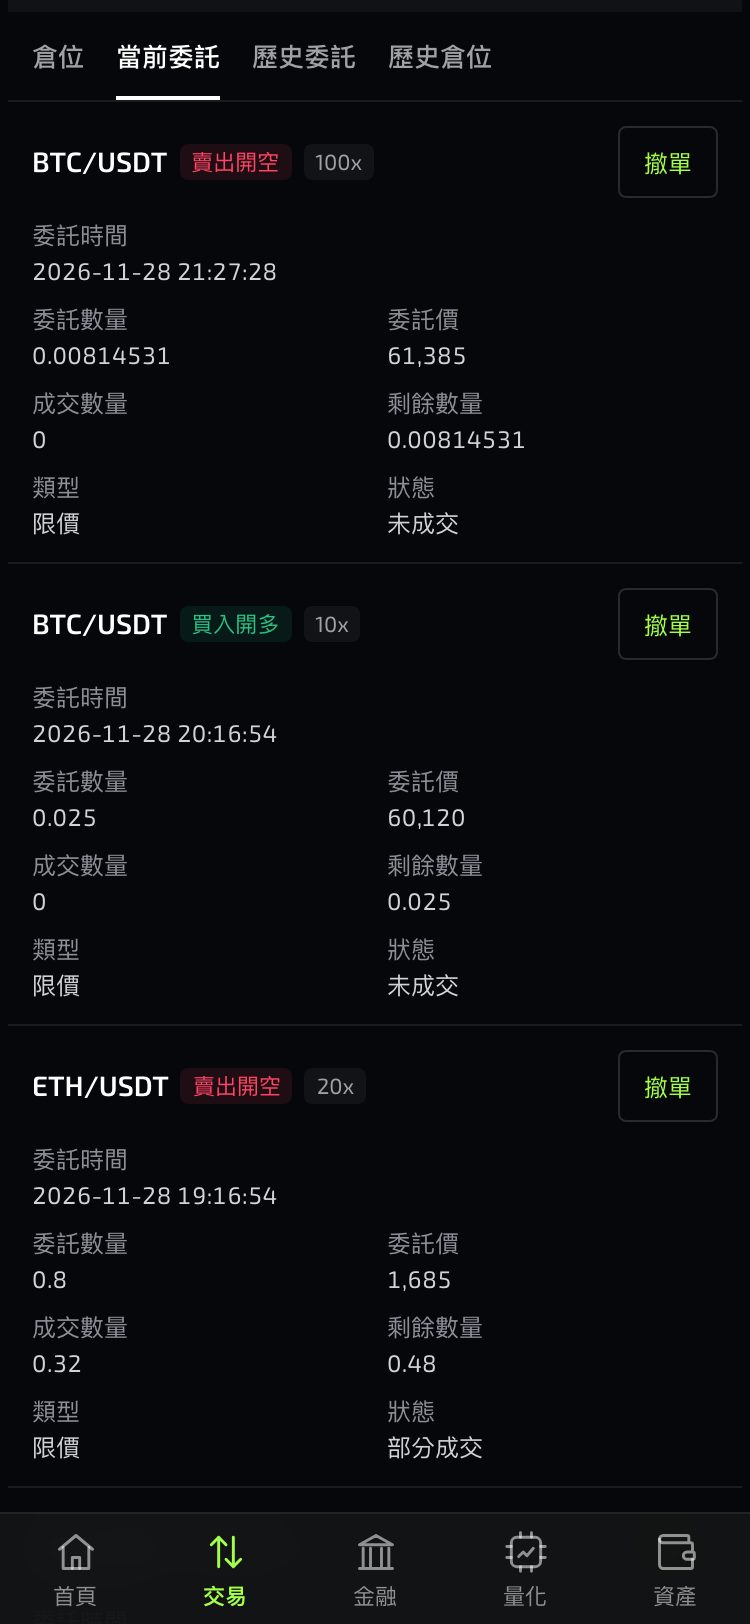 倉位 當前委託 歷史委託 歷史倉位
BTC/USDT 賣出開空 100x 撤單
委託時間
2026-11-28 21:27:28
委託數量 委託價
0.00814531 61,385
成交數量 剩餘數量
0 0.00814531
類型 狀態
限價 未成交
BTC/USDT 買入開多 10x 撤單
委託時間
2026-11-28 20:16:54
委託數量 委託價
0.025 60,120
成交數量 剩餘數量
0 0.025
類型 狀態
限價 未成交
ETH/USDT 賣出開空 20x 撤單
委託時間
2026-11-28 19:16:54
委託數量 委託價
0.8 1,685
成交數量 剩餘數量
0.32 0.48
類型 狀態
限價 部分成交
首頁 交易 金融 量化 資產